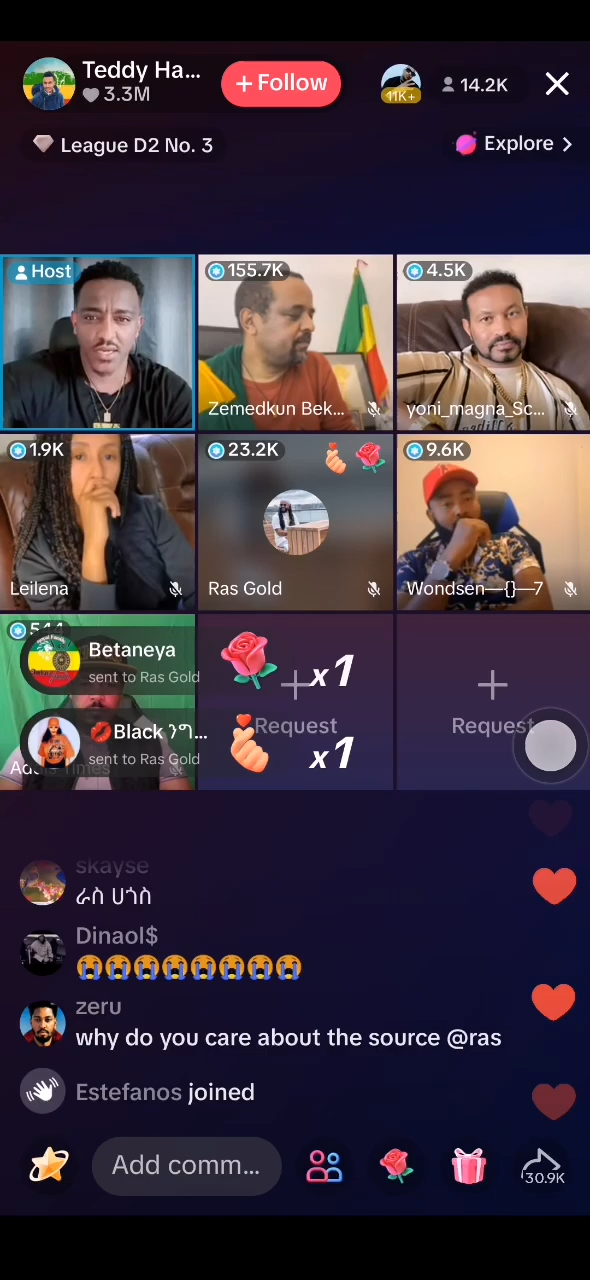 Teddy Ha...
3.3M
+ Follow
11K+
14.2K
League D2 No. 3
Explore
Host
155.7K
4.5K
Zemedkun Bek...
yoni_magna_Sc...
1.9K
23.2K
9.6K
Leilena
Ras Gold
Wondsen—{}—7
544
Betaneya
sent to Ras Gold
x1
Request
Request
Black
sent to Ras Gold
x1
Times
skayse
ራስ ሀጎስ
Dinaol$
😭😭😭😭😭😭😭😭
zeru
why do you care about the source @ras
Estefanos joined
Add comm...
30.9K